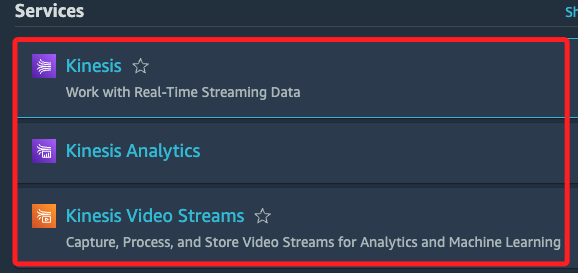 Services
Sh
Kinesis
Work with Real-Time Streaming Data
Kinesis Analytics
Kinesis Video Streams
Capture, Process, and Store Video Streams for Analytics and Machine Learning